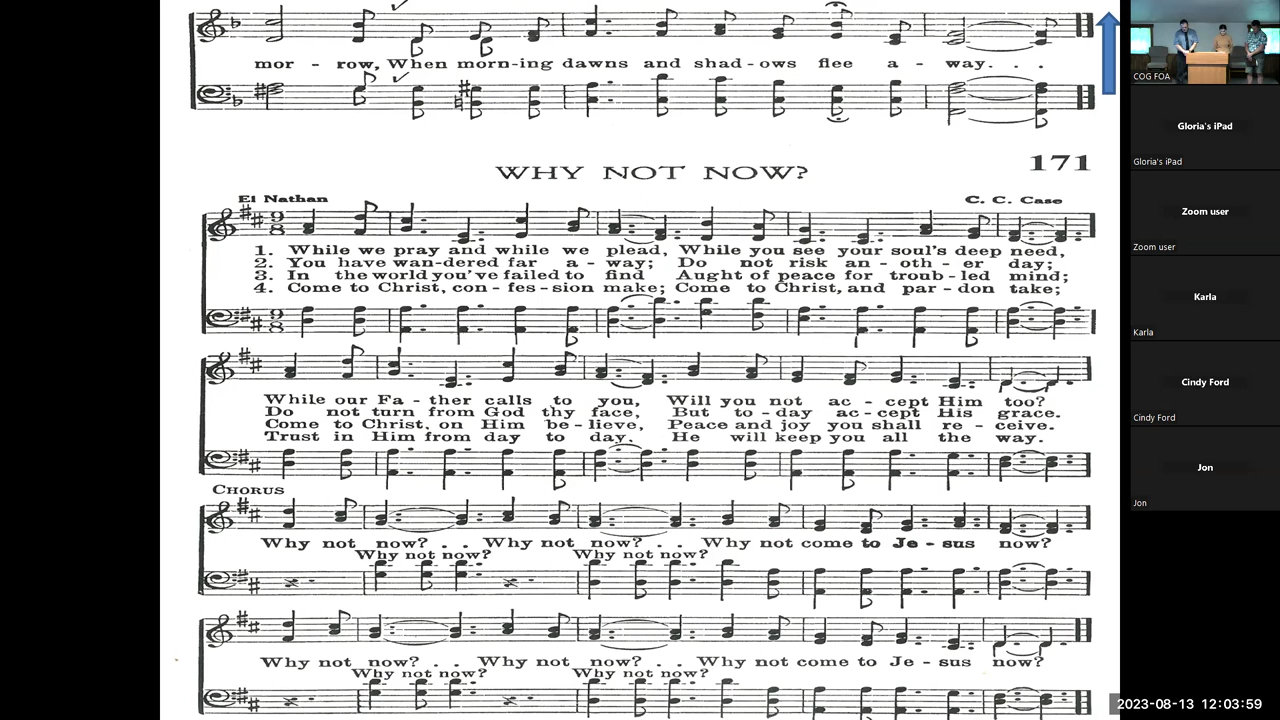 mor - row, When morn-ing dawns and shad-ows flee a - way. . .
171
WHY NOT NOW?
El Nathan
C. C. Case
1. While we pray and while we plead, While you see your soul's deep need,
2. You have wan-dered far a - way; Do not risk an - oth - er day;
3. In the world you've failed to find Aught of peace for troub - led mind;
4. Come to Christ, con - fes - sion make; Come to Christ, and par - don take;
While our Fa - ther calls to you, Will you not ac - cept Him too?
Do not turn from God thy face, But to - day ac - cept His grace.
Come to Christ, on Him be - lieve, Peace and joy you shall re - ceive.
Trust in Him from day to day, He will keep you all the way.
CHORUS
Why not now? . . Why not now? . . Why not come to Je - sus now?
Why not now? Why not now?
Why not now? . . Why not now? . . Why not come to Je - sus now?
Why not now? Why not now?
COG FOA
Gloria's iPad
Gloria's iPad
Zoom user
Zoom user
Karla
Karla
Cindy Ford
Cindy Ford
Jon
Jon
2023-08-13 12:03:59